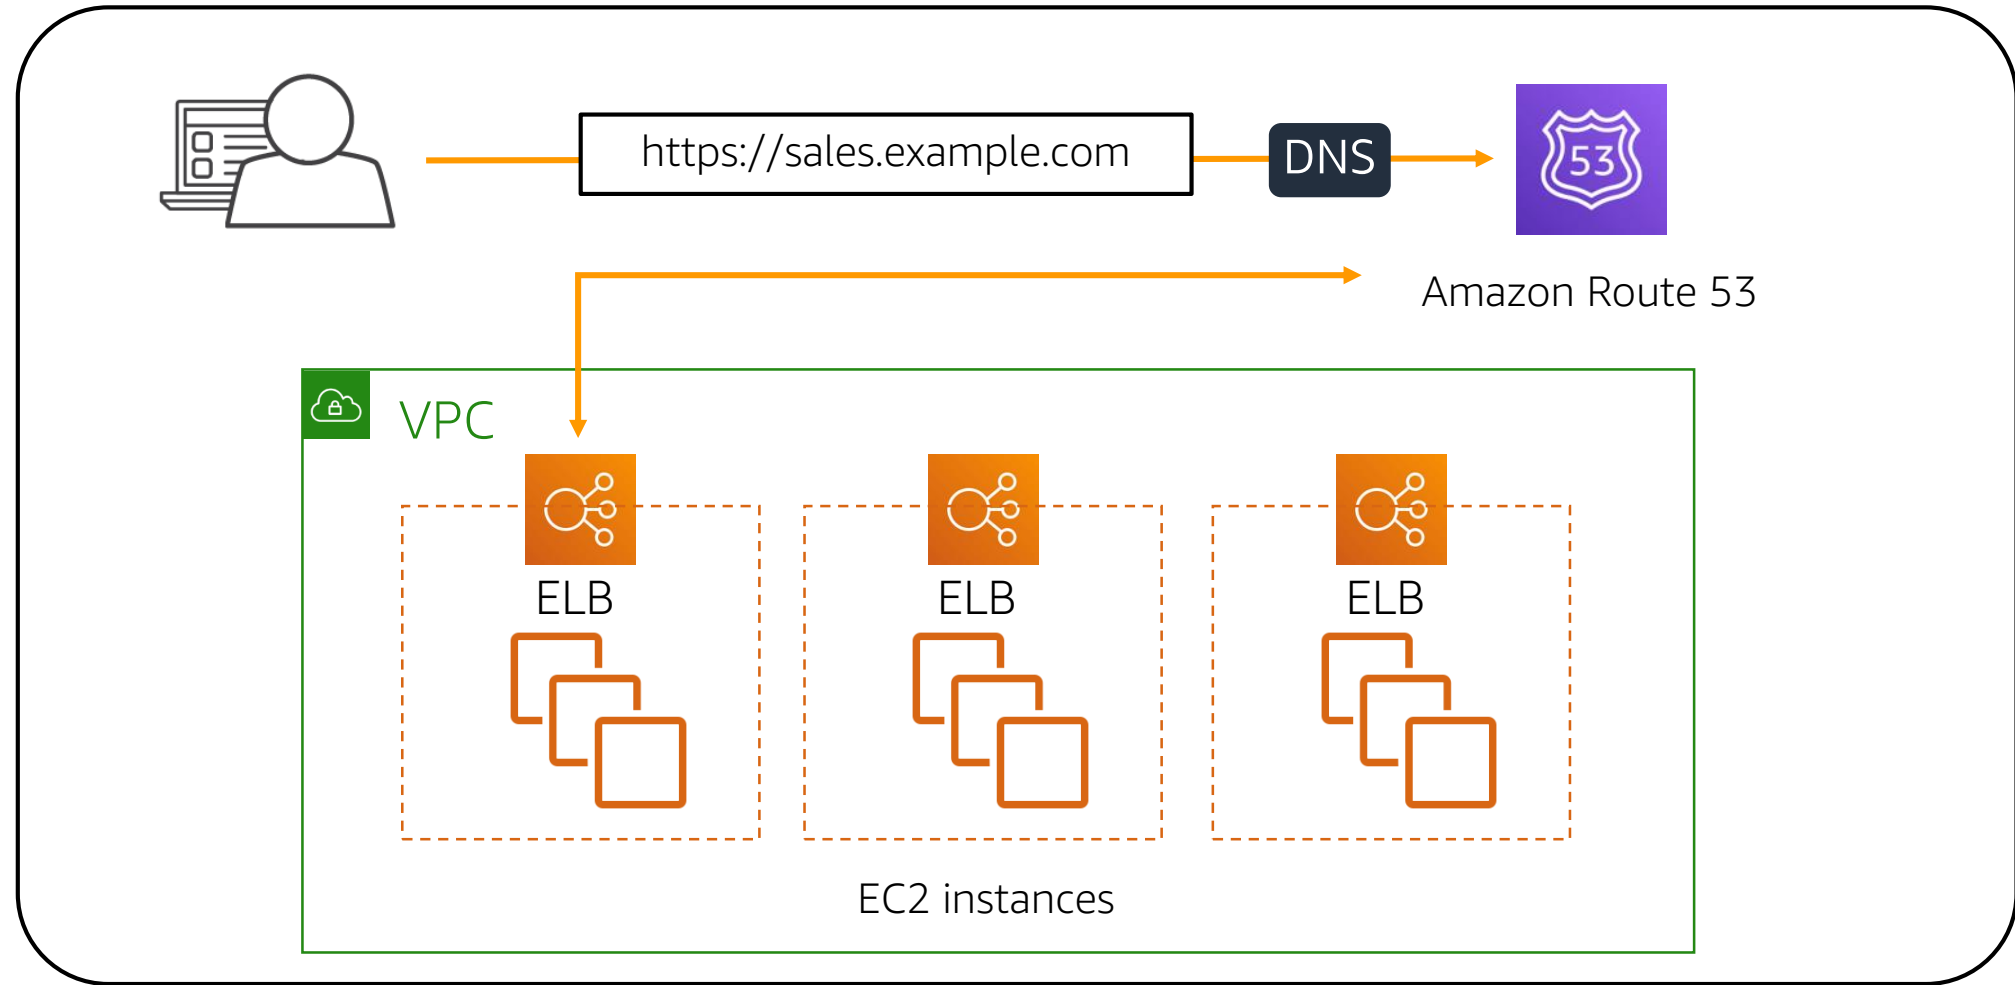 https://sales.example.com
DNS
53
Amazon Route 53
VPC
ELB
ELB
ELB
EC2 instances